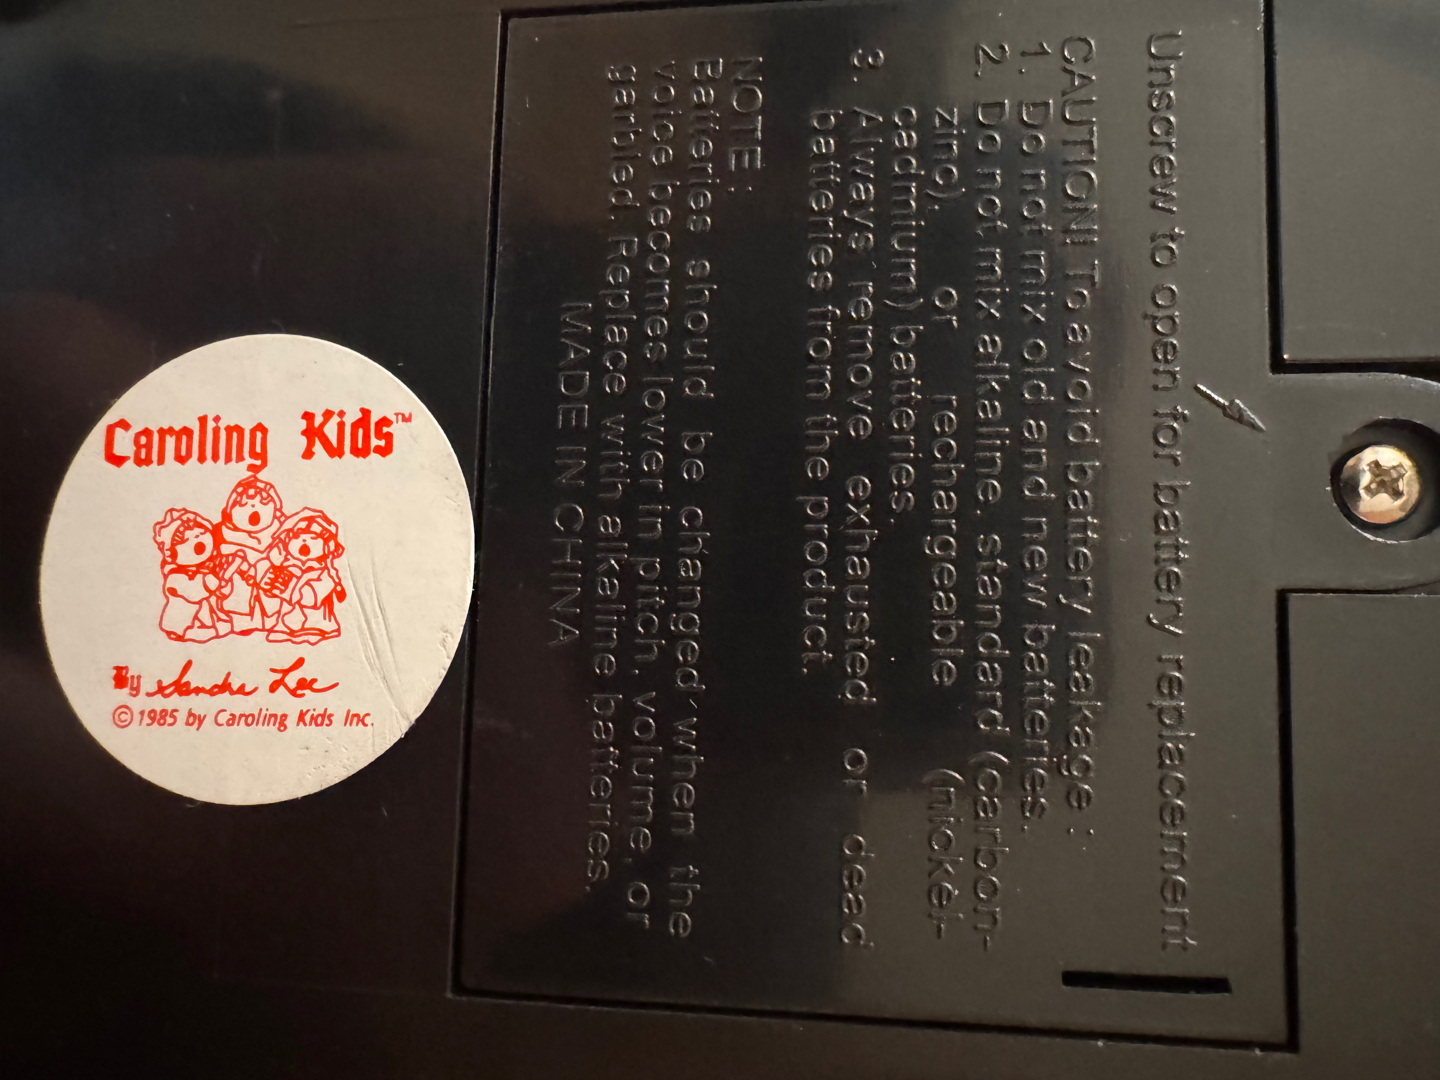 Unscrew to open for battery replacement
CAUTION! To avoid battery leakage:
1. Do not mix old and new batteries.
2. Do not mix alkaline, standard (carbon-
zinc), or rechargeable (nickel-
cadmium) batteries.
3. Always remove exhausted or dead
batteries from the product.
NOTE:
Batteries should be changed when the
voice becomes lower in pitch, volume, or
garbled. Replace with alkaline batteries.
MADE IN CHINA
Caroling Kids™
By Sandra Lee
© 1985 by Caroling Kids Inc.